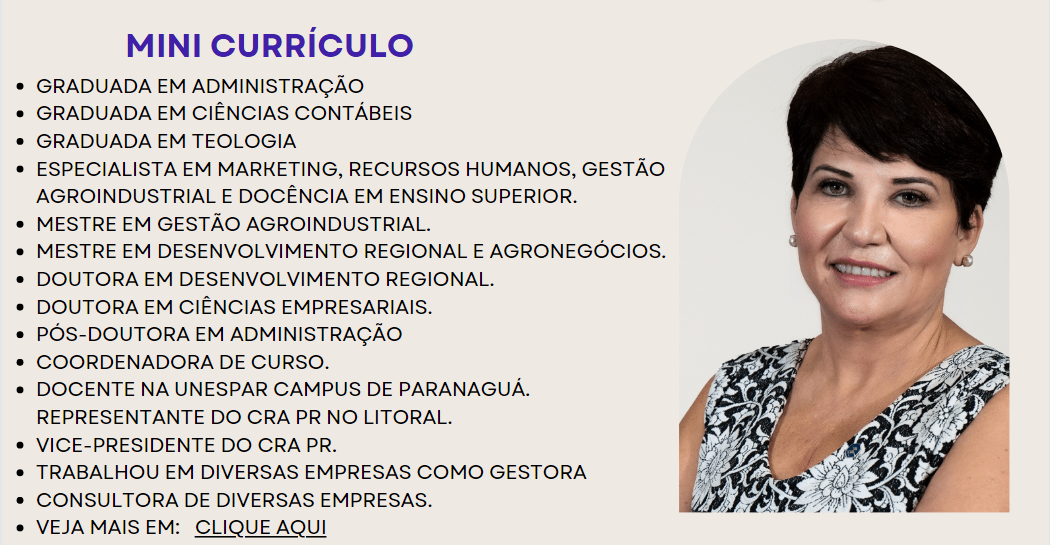 MINI CURRÍCULO
• GRADUADA EM ADMINISTRAÇÃO
• GRADUADA EM CIÊNCIAS CONTÁBEIS
• GRADUADA EM TEOLOGIA
• ESPECIALISTA EM MARKETING, RECURSOS HUMANOS, GESTÃO
AGROINDUSTRIAL E DOCÊNCIA EM ENSINO SUPERIOR.
• MESTRE EM GESTÃO AGROINDUSTRIAL.
• MESTRE EM DESENVOLVIMENTO REGIONAL E AGRONEGÓCIOS.
• DOUTORA EM DESENVOLVIMENTO REGIONAL.
• DOUTORA EM CIÊNCIAS EMPRESARIAIS.
• PÓS-DOUTORA EM ADMINISTRAÇÃO
• COORDENADORA DE CURSO.
• DOCENTE NA UNESPAR CAMPUS DE PARANAGUÁ.
REPRESENTANTE DO CRA PR NO LITORAL.
• VICE-PRESIDENTE DO CRA PR.
• TRABALHOU EM DIVERSAS EMPRESAS COMO GESTORA
• CONSULTORA DE DIVERSAS EMPRESAS.
• VEJA MAIS EM: CLIQUE AQUI